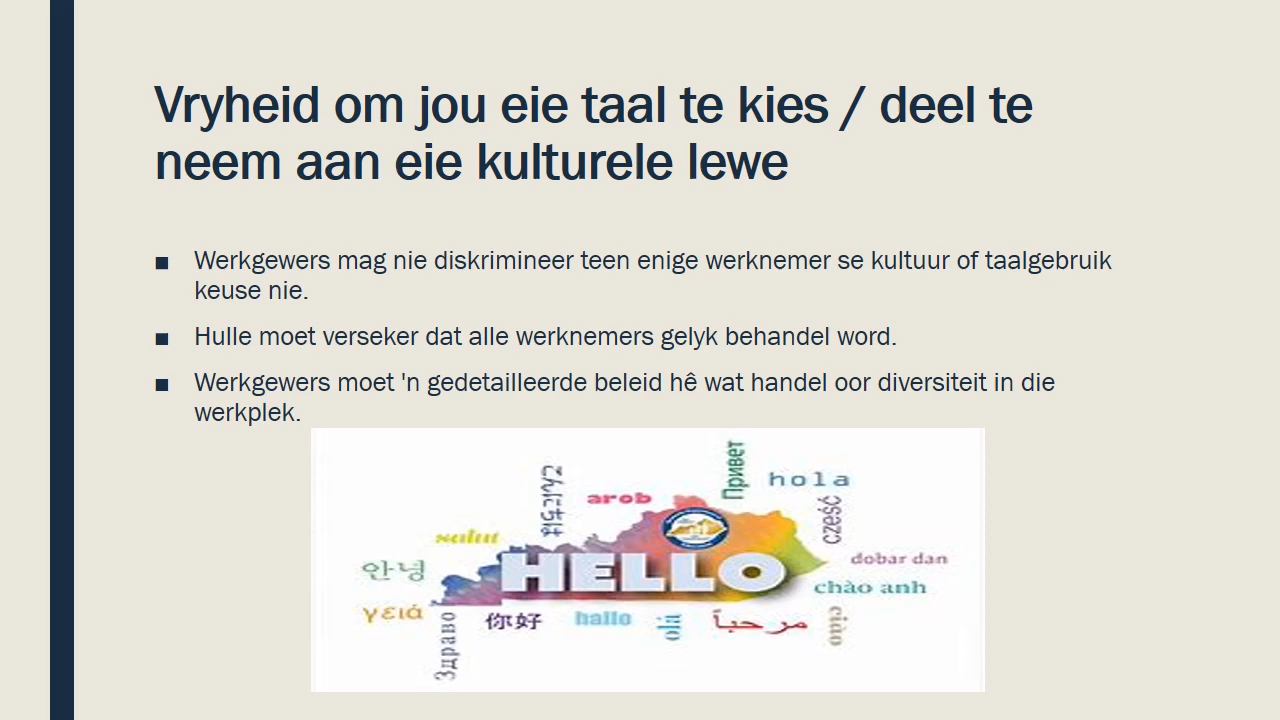 Vryheid om jou eie taal te kies / deel te
neem aan eie kulturele lewe
■ Werkgewers mag nie diskrimineer teen enige werknemer se kultuur of taalgebruik
keuse nie.
■ Hulle moet verseker dat alle werknemers gelyk behandel word.
■ Werkgewers moet 'n gedetailleerde beleid hê wat handel oor diversiteit in die
werkplek.
Привет
hola
arob
cześć
salut
HELLO
dobar dan
안녕
chào anh
γειά
你好
hallo
olá
مرحباً
ciào
Здраво